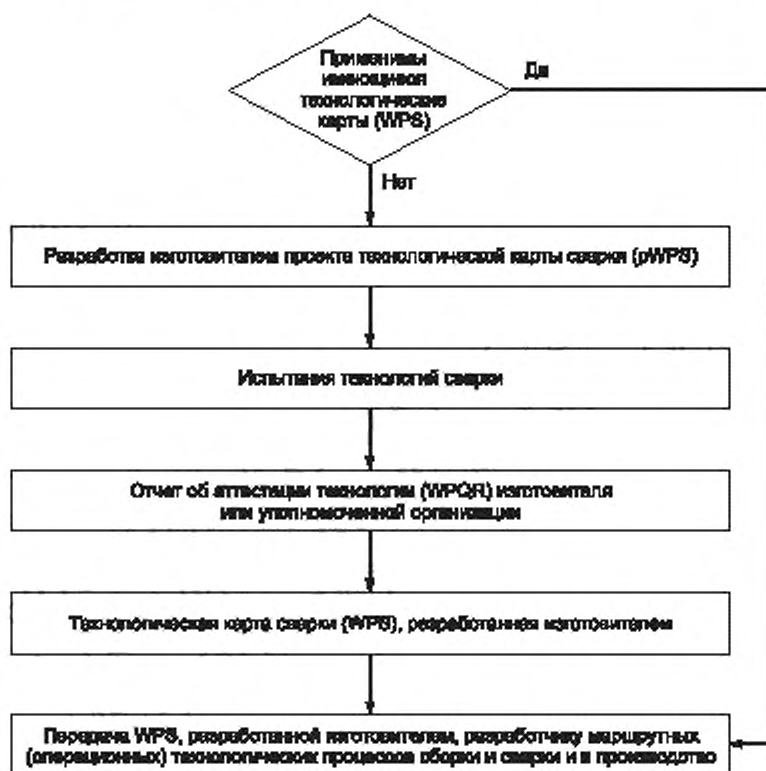 Применимы
имеющиеся
технологические
карты (WPS)
Да
Нет
Разработка изготовителем проекта технологической карты сварки (pWPS)
Испытания технологий сварки
Отчет об аттестации технологии (WPQR) изготовителя
или уполномоченной организации
Технологическая карта сварки (WPS), разработанная изготовителем
Передача WPS, разработанной изготовителем, разработчику маршрутных
(операционных) технологических процессов сборки и сварки и в производство